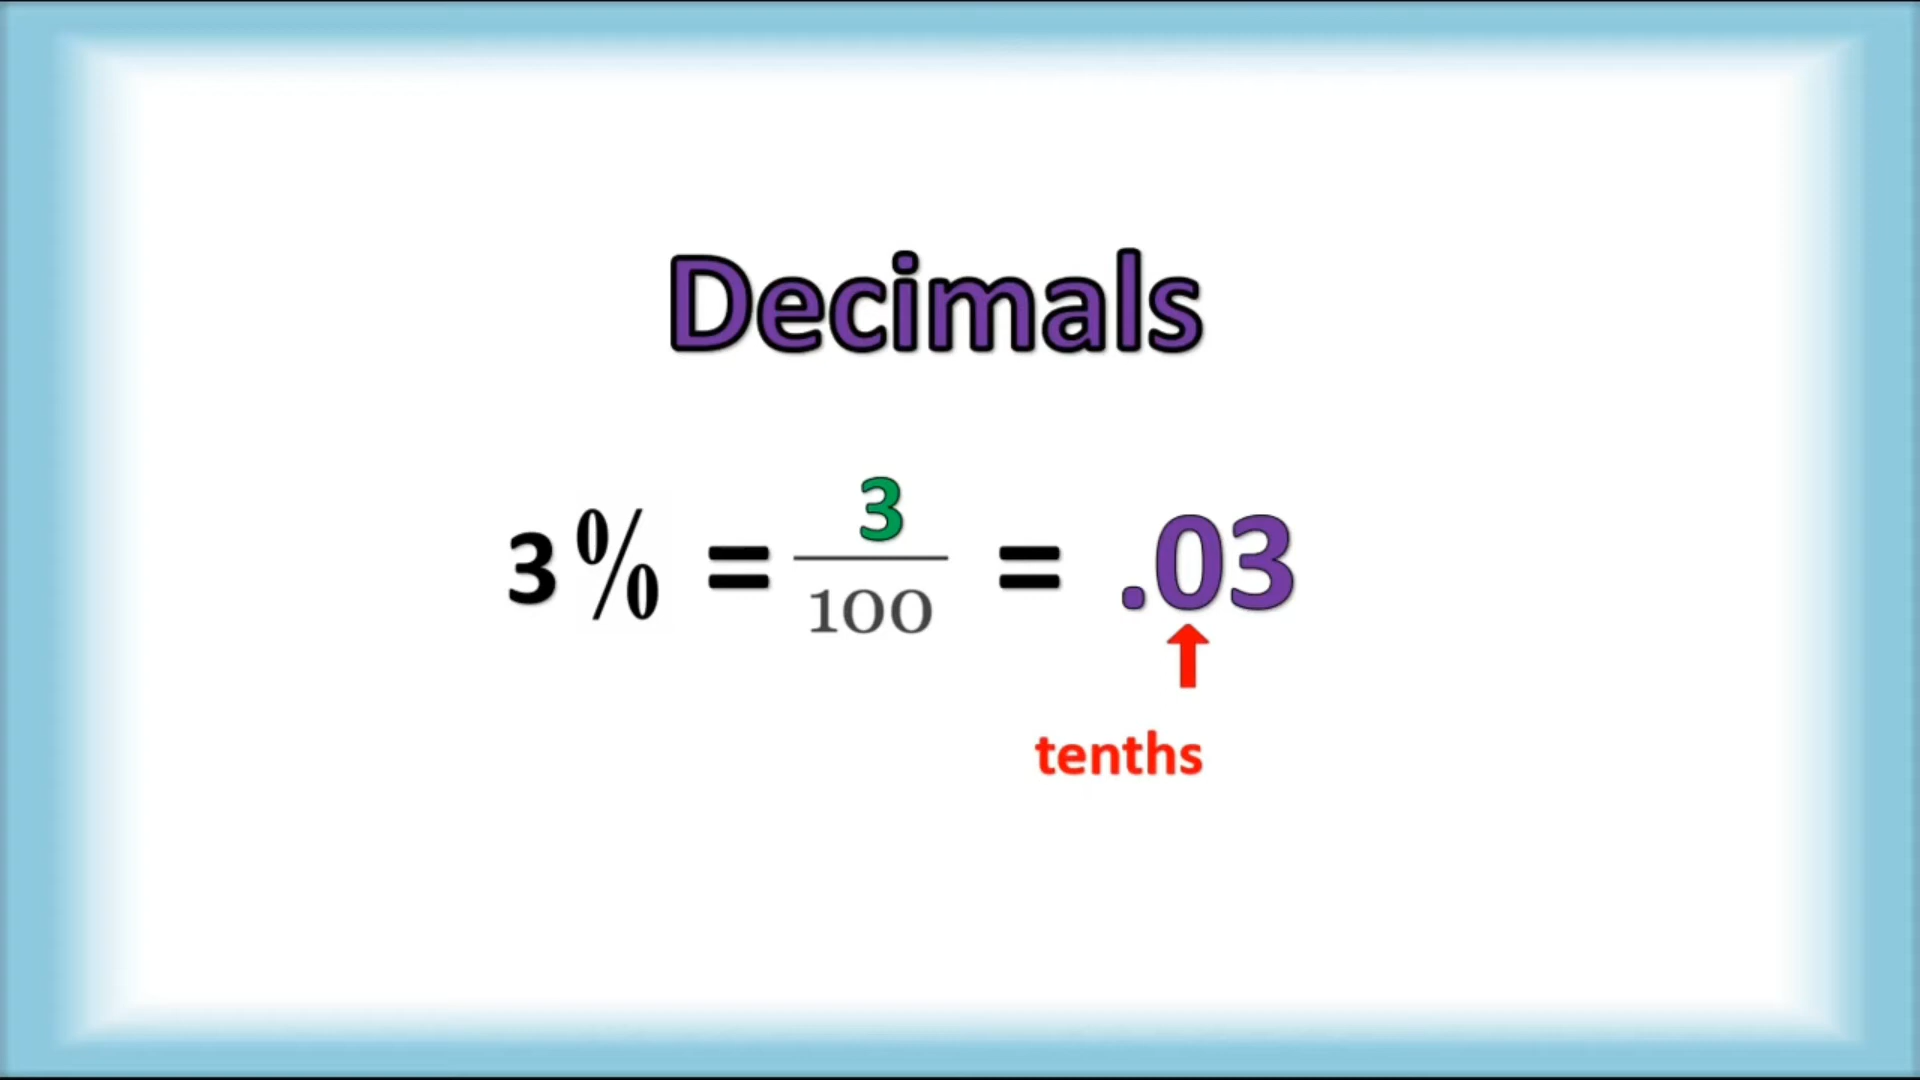 Decimals
3% = 3/100 = .03
tenths